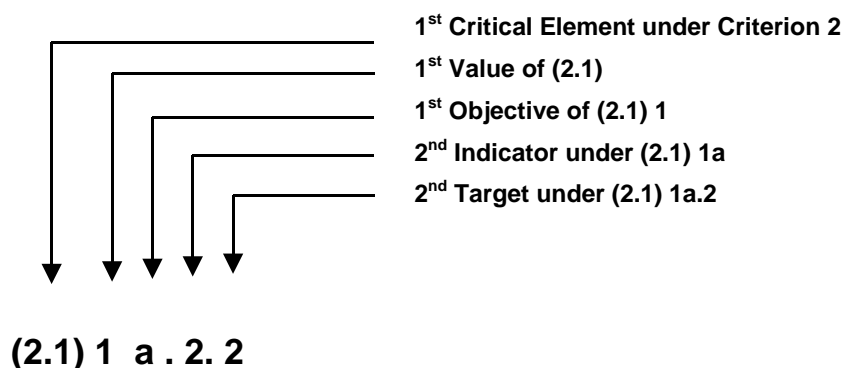 1st Critical Element under Criterion 2
1st Value of (2.1)
1st Objective of (2.1) 1
2nd Indicator under (2.1) 1a
2nd Target under (2.1) 1a.2
(2.1) 1 a . 2. 2